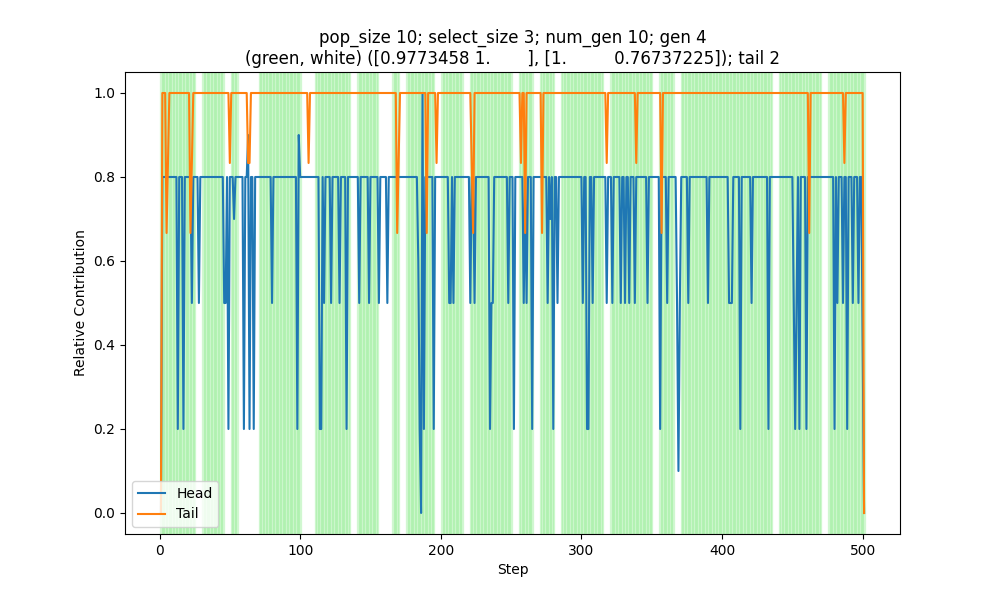 pop_size 10; select_size 3; num_gen 10; gen 4
(green, white) ([0.9773458 1.        ], [1.          0.76737225]); tail 2
Relative Contribution
1.0
0.8
0.6
0.4
0.2
0.0
Head
Tail
0 100 200 300 400 500
Step